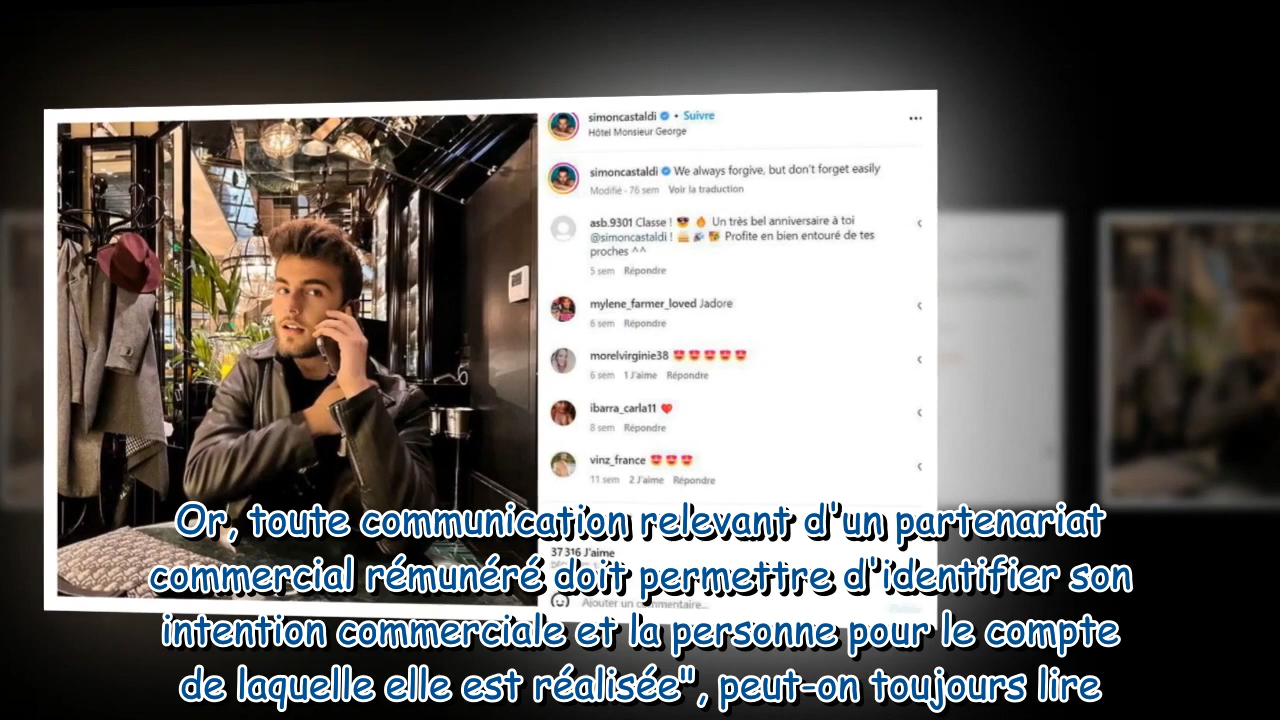 simoncastaldi • Suivre
Hôtel Monsieur George
simoncastaldi We always forgive, but don't forget easily
Modifié · 76 sem Voir la traduction
asb.9301 Classe ! 😎 🔥 Un très bel anniversaire à toi
@simoncastaldi ! 🎂 🎉 🎁 Profite en bien entouré de tes
proches ^^
5 sem Répondre
mylene_farmer_loved Jadore
6 sem Répondre
morelvirginie38 😍😍😍😍😍
6 sem 1 J'aime Répondre
ibarra_carla11 ❤️
8 sem Répondre
vinz_france 😍😍😍
11 sem 2 J'aime Répondre
37 316 J'aime
Ajouter un commentaire...
Or, toute communication relevant d'un partenariat
commercial rémunéré doit permettre d'identifier son
intention commerciale et la personne pour le compte
de laquelle elle est réalisée", peut-on toujours lire